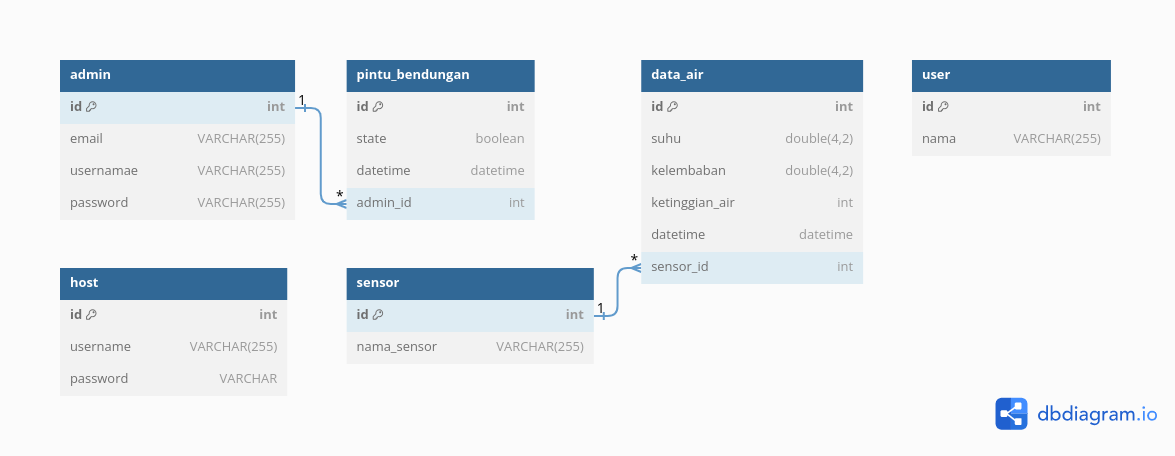 admin
id int
email VARCHAR(255)
usernamae VARCHAR(255)
password VARCHAR(255)
1
*
pintu_bendungan
id int
state boolean
datetime datetime
admin_id int
data_air
id int
suhu double(4,2)
kelembaban double(4,2)
ketinggian_air int
datetime datetime
sensor_id int
user
id int
nama VARCHAR(255)
host
id int
username VARCHAR(255)
password VARCHAR
sensor
id int
nama_sensor VARCHAR(255)
1
*
dbdiagram.io